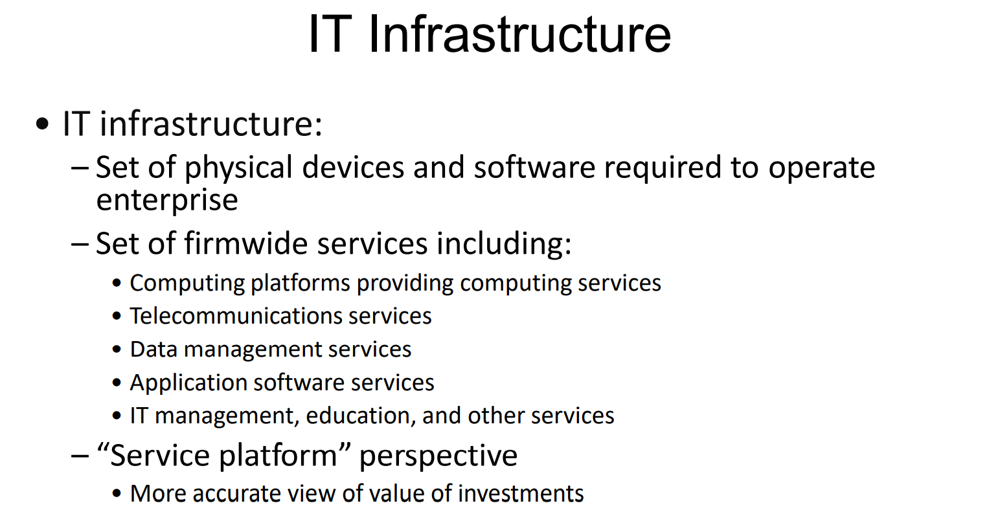 IT Infrastructure
• IT infrastructure:
– Set of physical devices and software required to operate
enterprise
– Set of firmwide services including:
• Computing platforms providing computing services
• Telecommunications services
• Data management services
• Application software services
• IT management, education, and other services
– “Service platform” perspective
• More accurate view of value of investments